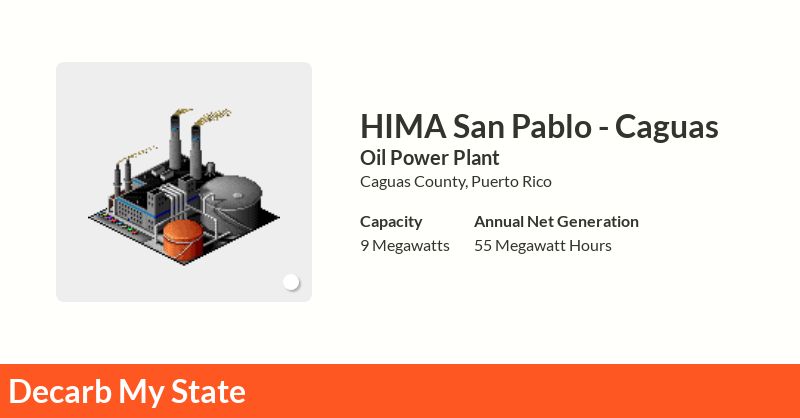 HIMA San Pablo - Caguas
Oil Power Plant
Caguas County, Puerto Rico
Capacity Annual Net Generation
9 Megawatts 55 Megawatt Hours
Decarb My State